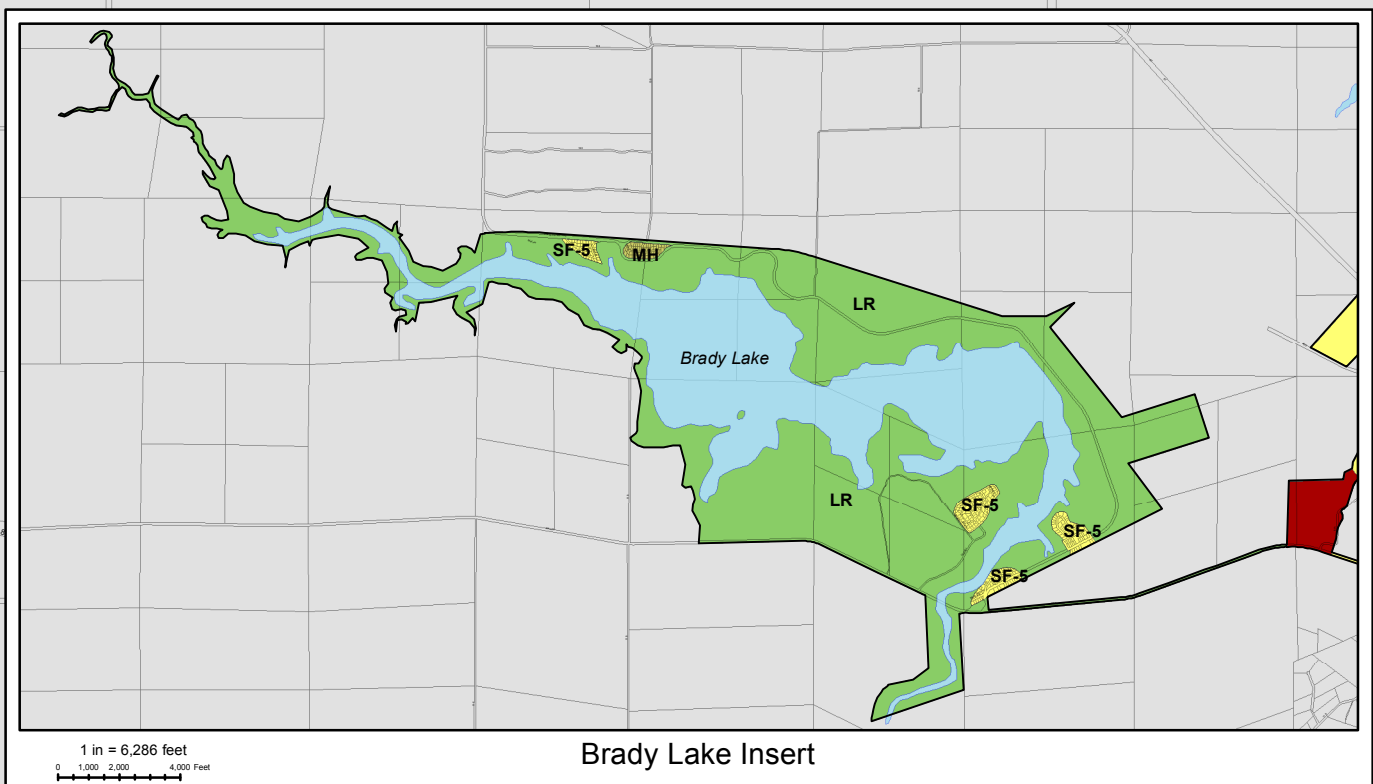 SF-5
MH
LR
Brady Lake
LR
SF-5
SF-5
SF-5
1 in = 6,286 feet
0 1,000 2,000 4,000 Feet
Brady Lake Insert